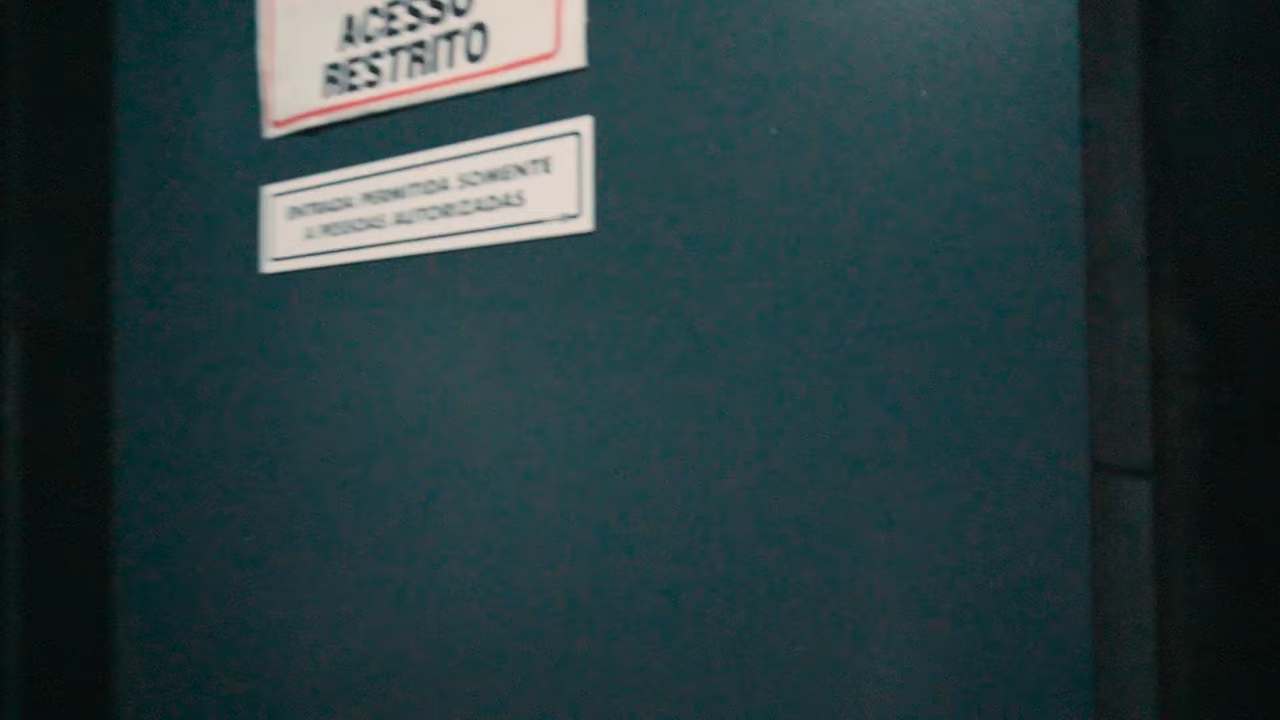 ACESSO
RESTRITO
ENTRADA PERMITIDA SOMENTE
A PESSOAS AUTORIZADAS